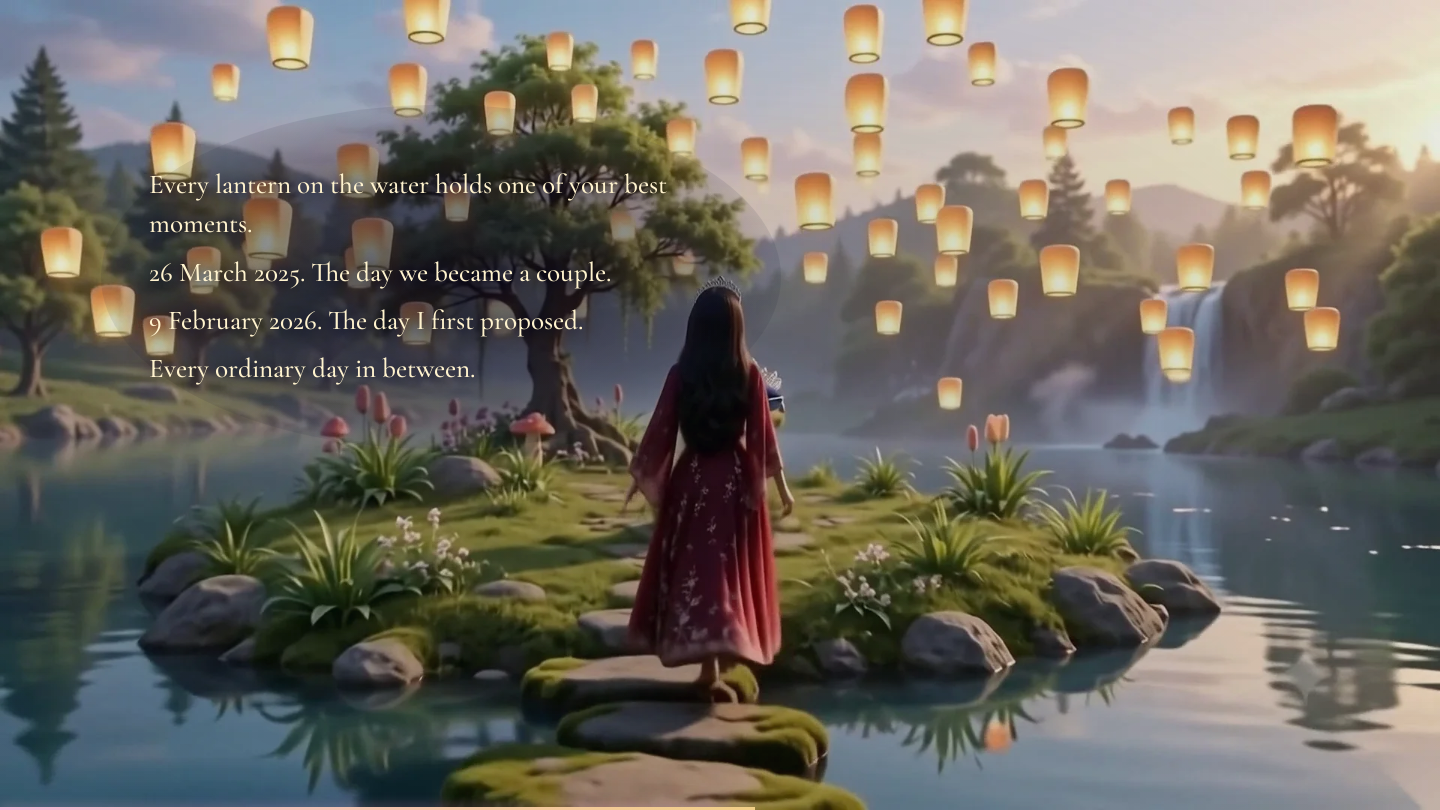 Every lantern on the water holds one of your best
moments.
26 March 2025. The day we became a couple.
9 February 2026. The day I first proposed.
Every ordinary day in between.